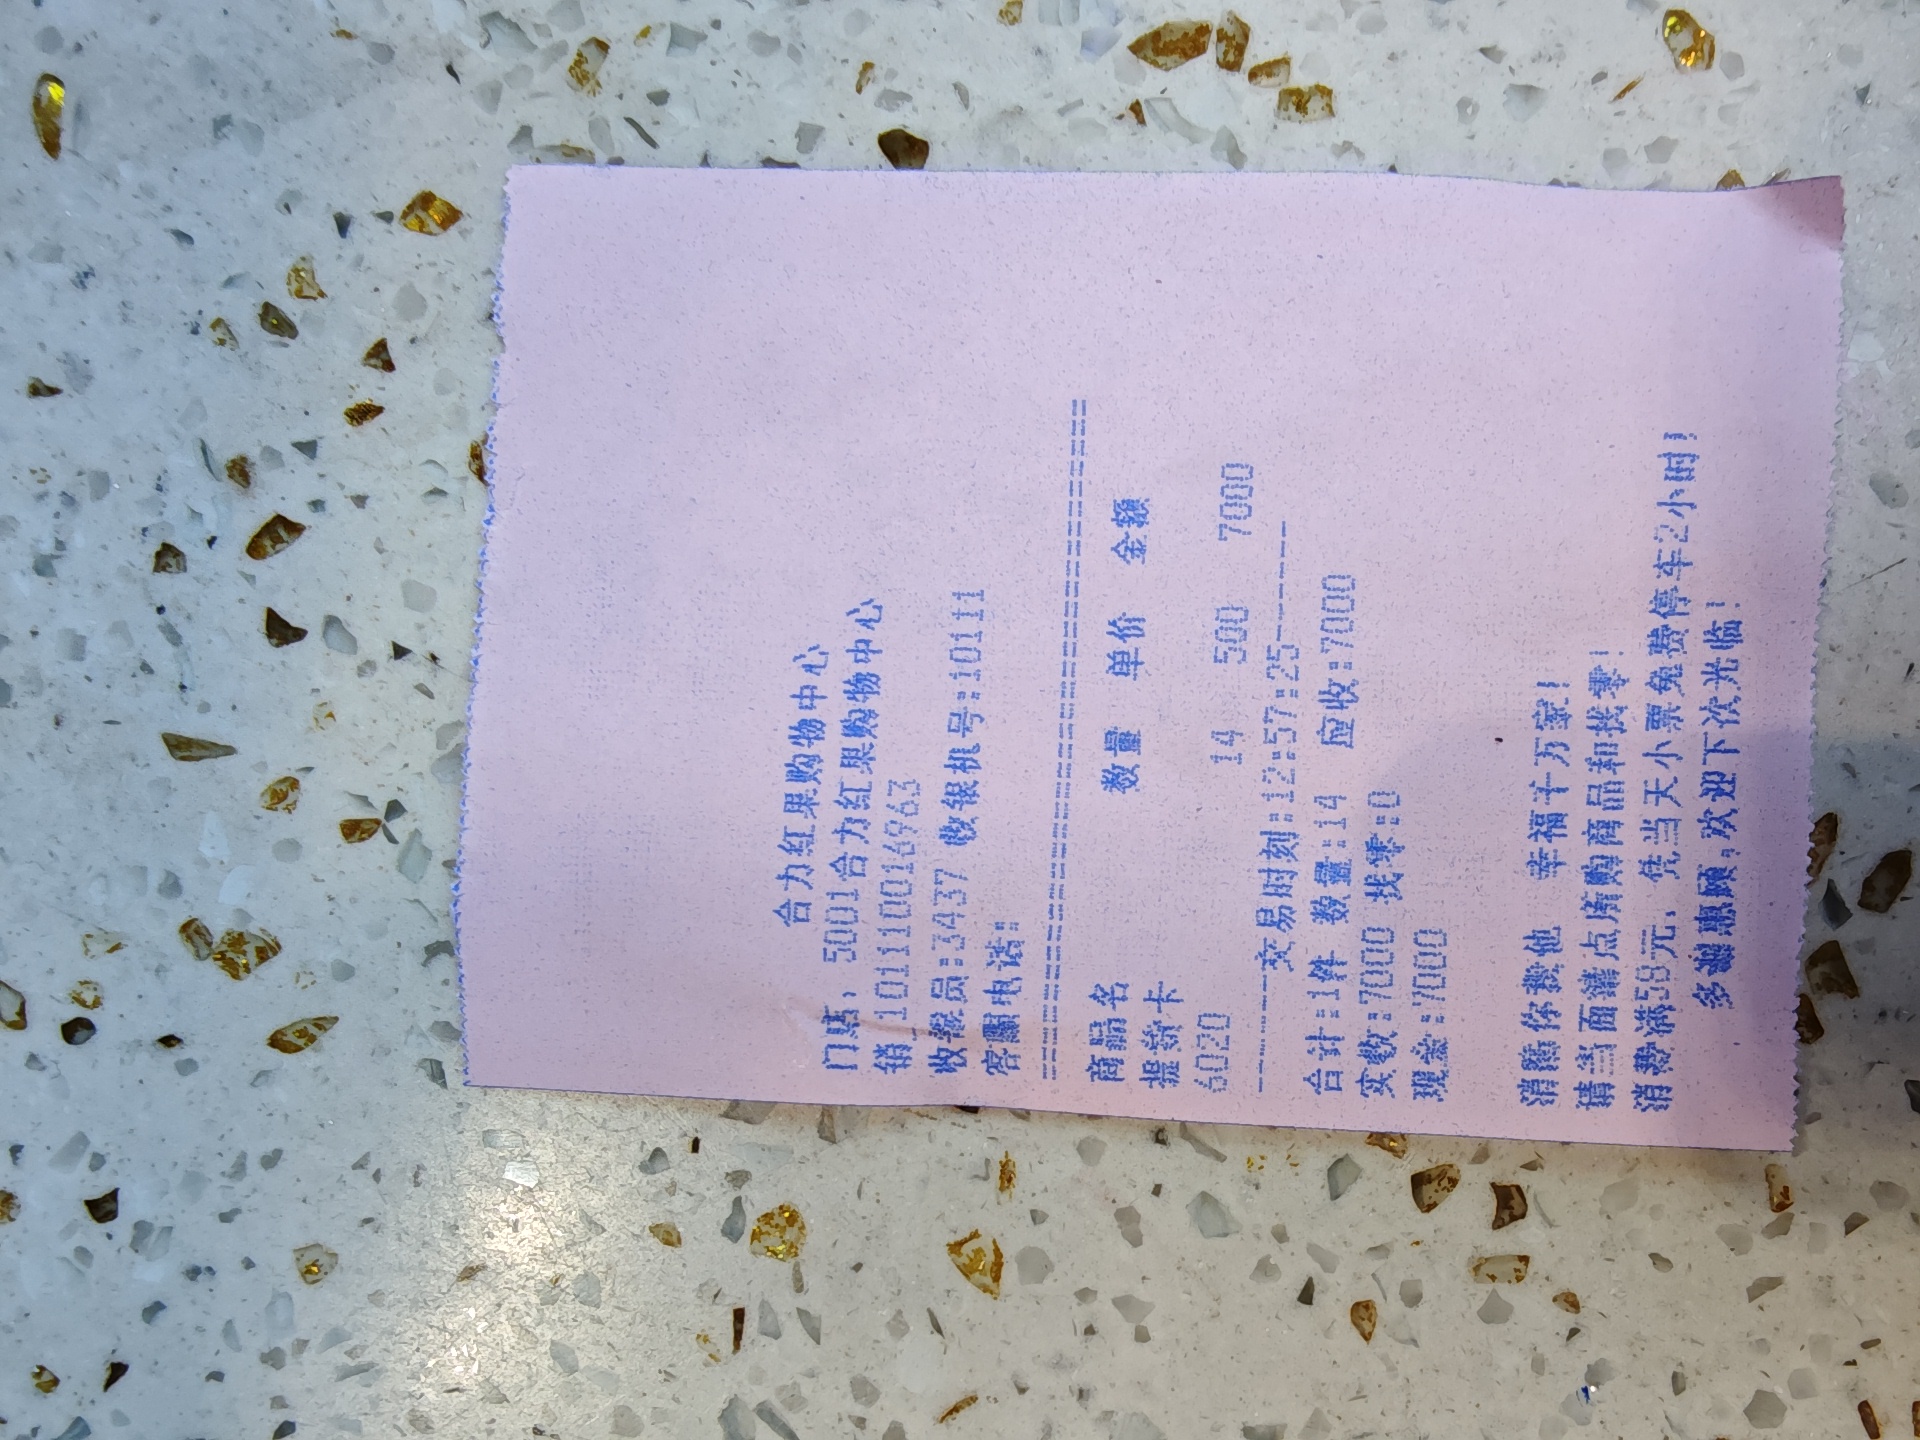 合力红果购物中心
门店: 5001合力红果购物中心
销 1011100016963
收银员:3437 收银机号:10111
客服电话:
================================
商品名 数量 单价 金额
提货卡
6020 14 500 7000
--------交易时刻:12:57:25--------
合计:1件 数量:14 应收:7000
实数:7000 找零:0
现金:7000
消费你我他 幸福千万家!
请当面清点所购商品和找零!
消费满58元, 凭当天小票免费停车2小时!
多谢惠顾,欢迎下次光临!